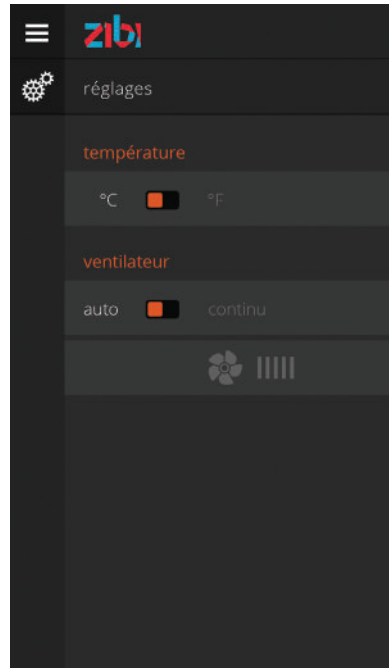 zibi
réglages
température
°C °F
ventilateur
auto continu